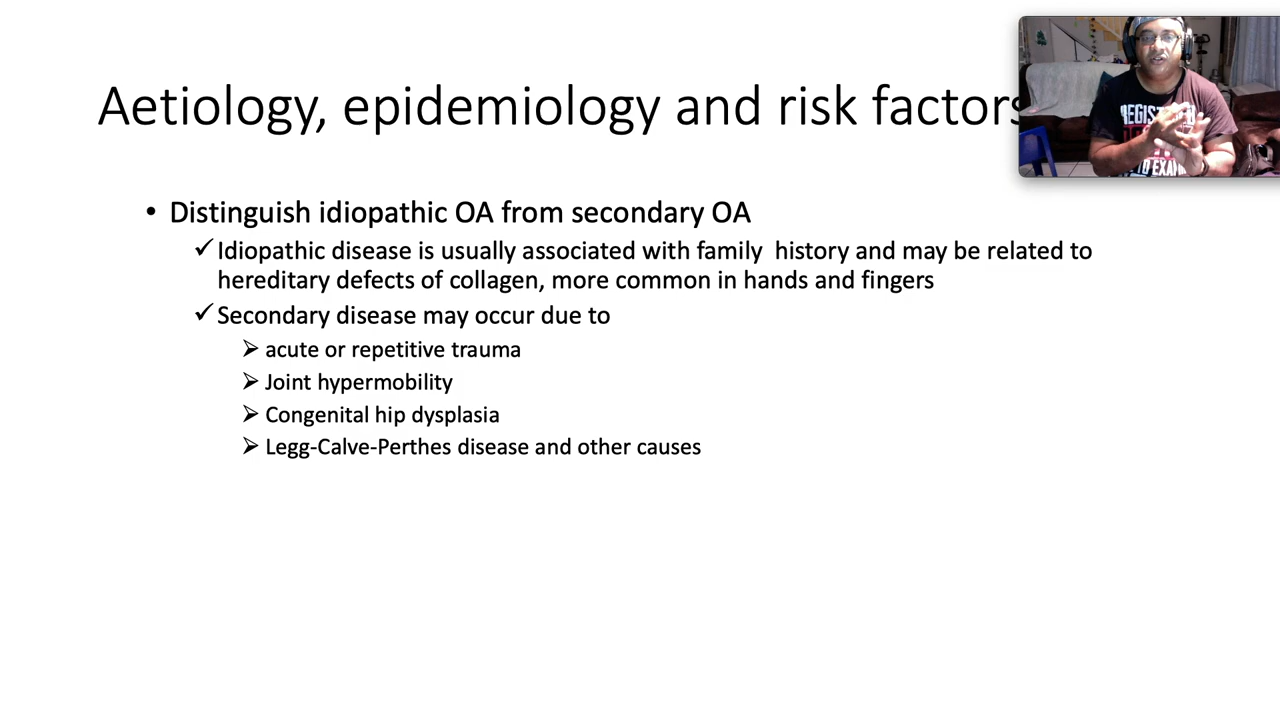 Aetiology, epidemiology and risk factors
• Distinguish idiopathic OA from secondary OA
✓ Idiopathic disease is usually associated with family  history and may be related to
hereditary defects of collagen, more common in hands and fingers
✓ Secondary disease may occur due to
➢ acute or repetitive trauma
➢ Joint hypermobility
➢ Congenital hip dysplasia
➢ Legg-Calve-Perthes disease and other causes